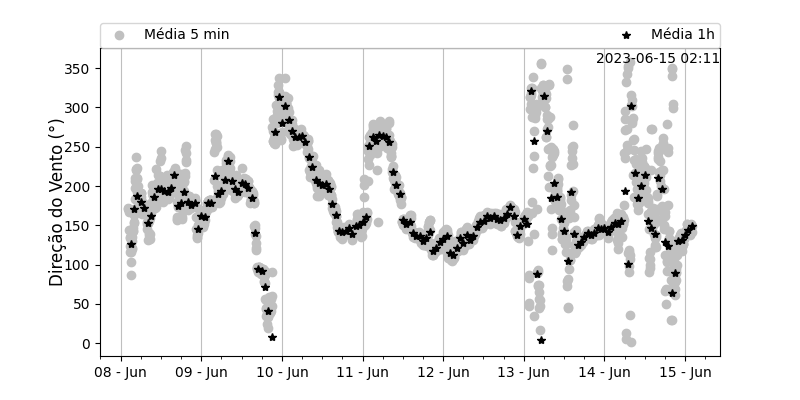 Média 5 min
Média 1h
2023-06-15 02:11
Direção do Vento (°)
350
300
250
200
150
100
50
0
08 - Jun
09 - Jun
10 - Jun
11 - Jun
12 - Jun
13 - Jun
14 - Jun
15 - Jun